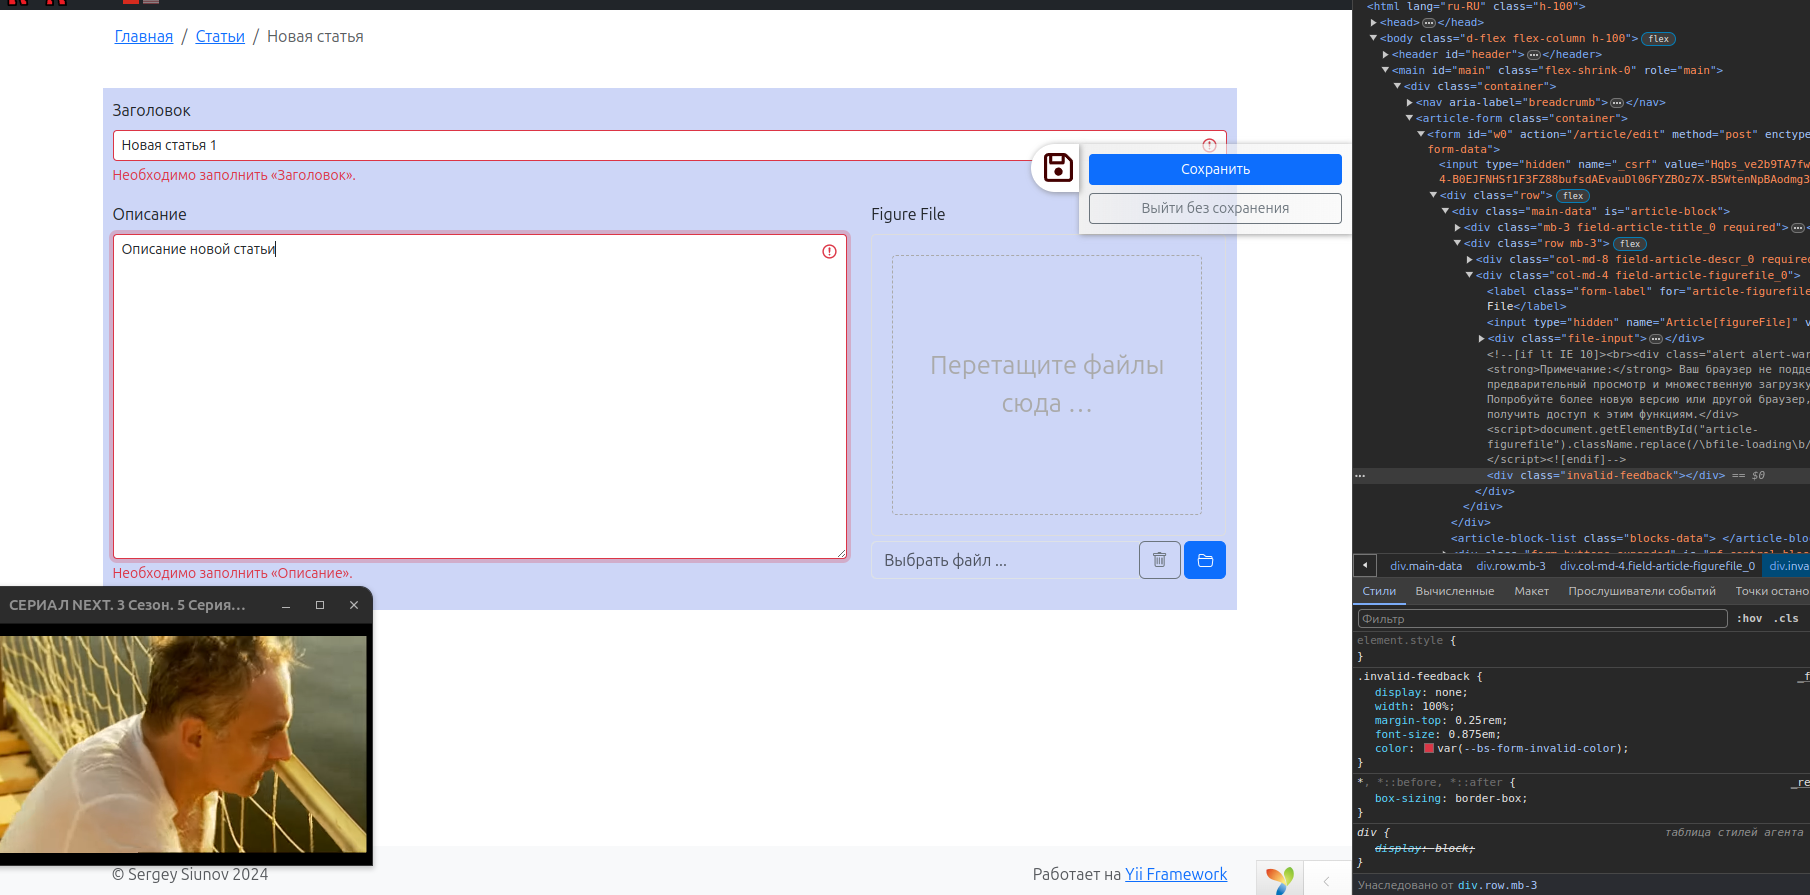 Главная / Статьи / Новая статья
Заголовок
Новая статья 1
Необходимо заполнить «Заголовок».
Сохранить
Выйти без сохранения
Описание
Figure File
Описание новой статьи
Перетащите файлы
сюда …
Выбрать файл ...
Необходимо заполнить «Описание».
СЕРИАЛ NEXT. 3 Сезон. 5 Серия...
© Sergey Siunov 2024
Работает на Yii Framework
<html lang="ru-RU" class="h-100">
<head> ••• </head>
<body class="d-flex flex-column h-100"> flex
<header id="header"> ••• </header>
<main id="main" class="flex-shrink-0" role="main">
<div class="container">
<nav aria-label="breadcrumb"> ••• </nav>
<article-form class="container">
<form id="w0" action="/article/edit" method="post" enctype
form-data">
<input type="hidden" name="_csrf" value="Hqbs_ve2b9TA7fw
4-B0EJFNHSf1F3FZ88bufsdAEvauDl06FYZBOz7X-B5WtenNpBAodmg3
<div class="row"> flex
<div class="main-data" is="article-block">
<div class="mb-3 field-article-title_0 required"> ••• <
<div class="row mb-3"> flex
<div class="col-md-8 field-article-descr_0 required
<div class="col-md-4 field-article-figurefile_0">
<label class="form-label" for="article-figurefile
File</label>
<input type="hidden" name="Article[figureFile]" v
<div class="file-input"> ••• </div>
<!--[if lt IE 10]><br><div class="alert alert-war
<strong>Примечание:</strong> Ваш браузер не подде
предварительный просмотр и множественную загрузку
Попробуйте более новую версию или другой браузер,
получить доступ к этим функциям.</div>
<script>document.getElementById("article-
figurefile").className.replace(/\bfile-loading\b/
</script><![endif]-->
••• <div class="invalid-feedback"></div> == $0
</div>
</div>
</div>
<article-block-list class="blocks-data"> </article-blo
div.main-data div.row.mb-3 div.col-md-4.field-article-figurefile_0 div.inva
Стили Вычисленные Макет Прослушиватели событий Точки остано
Фильтр :hov .cls
element.style {
}
.invalid-feedback { _f
display: none;
width: 100%;
margin-top: 0.25rem;
font-size: 0.875em;
color: var(--bs-form-invalid-color);
}
*, *::before, *::after { _re
box-sizing: border-box;
}
div { таблица стилей агента
display: block;
}
Унаследовано от div.row.mb-3